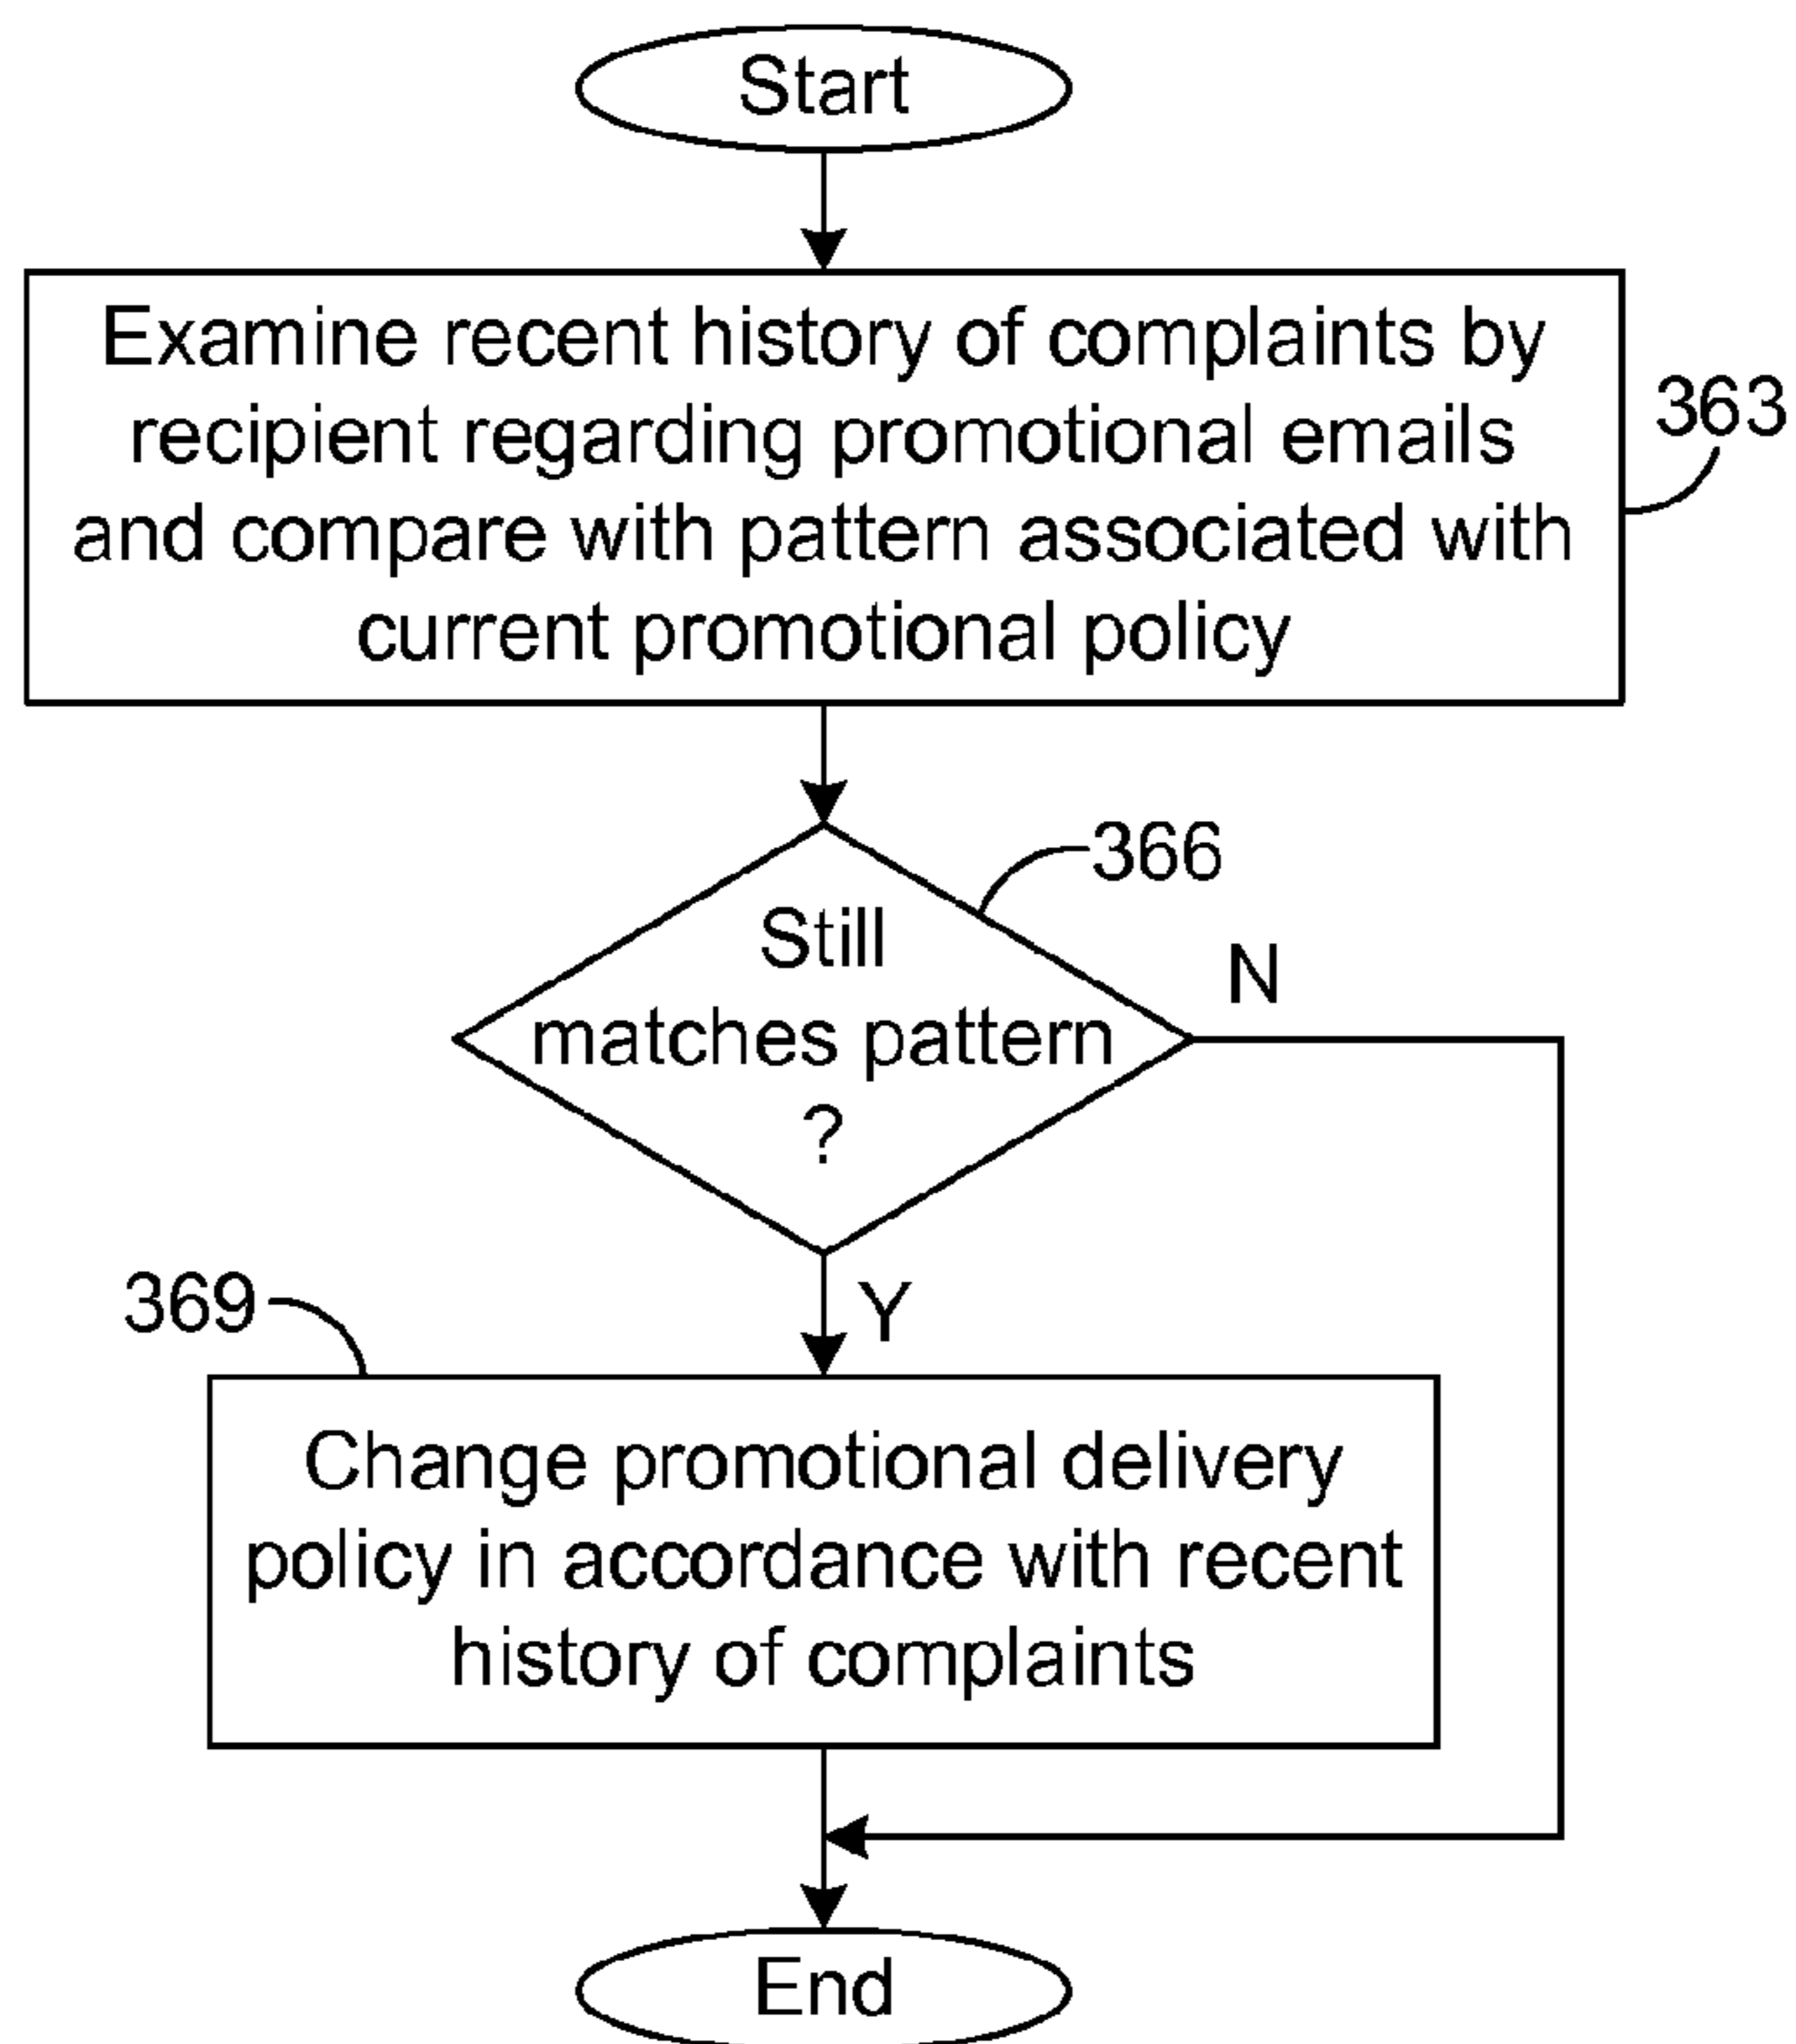 Start
Examine recent history of complaints by
recipient regarding promotional emails
and compare with pattern associated with
current promotional policy
363
366
Still
matches pattern
?
N
Y
369
Change promotional delivery
policy in accordance with recent
history of complaints
End